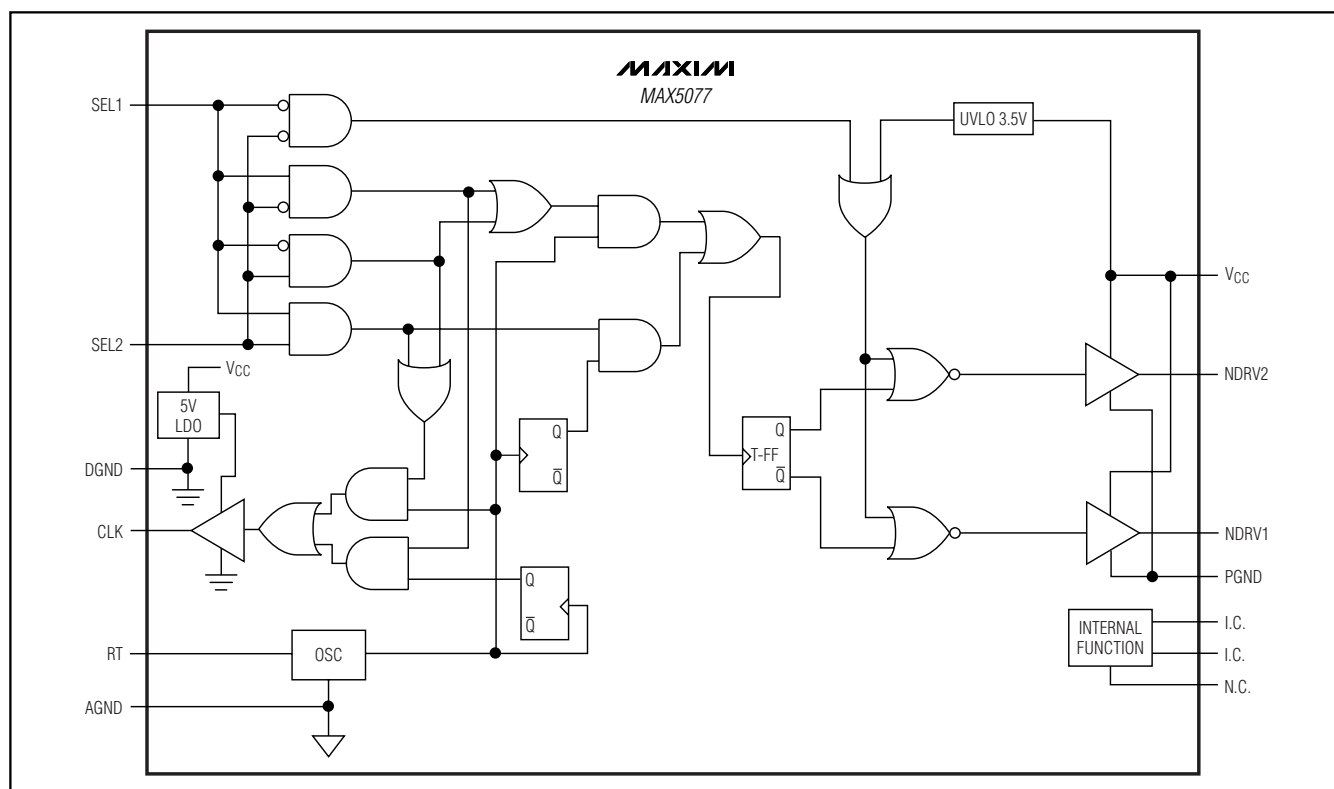 MAXIM
MAX5077
SEL1
UVLO 3.5V
VCC
SEL2
VCC
5V
LDO
NDRV2
Q
Q̅
Q
T-FF
Q̅
DGND
CLK
NDRV1
Q
Q̅
PGND
INTERNAL
FUNCTION
I.C.
I.C.
N.C.
RT
OSC
AGND